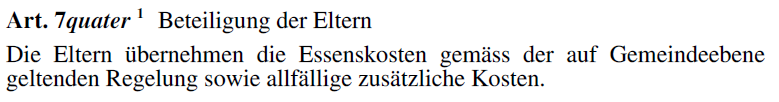 Art. 7quater ¹ Beteiligung der Eltern
Die Eltern übernehmen die Essenskosten gemäss der auf Gemeindeebene
geltenden Regelung sowie allfällige zusätzliche Kosten.